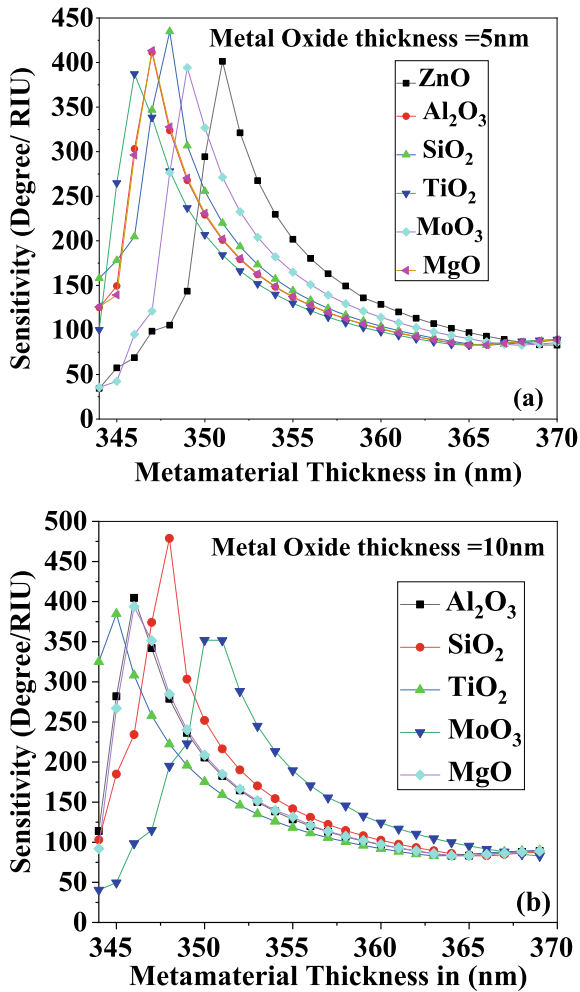 Metal Oxide thickness =5nm
ZnO
Al₂O₃
SiO₂
TiO₂
MoO₃
MgO
Sensitivity (Degree/ RIU)
450
400
350
300
250
200
150
100
50
0
(a)
345 350 355 360 365 370
Metamaterial Thickness in (nm)
Metal Oxide thickness =10nm
Al₂O₃
SiO₂
TiO₂
MoO₃
MgO
Sensitivity (Degree/RIU)
500
450
400
350
300
250
200
150
100
50
0
(b)
345 350 355 360 365 370
Metamaterial Thickness in (nm)